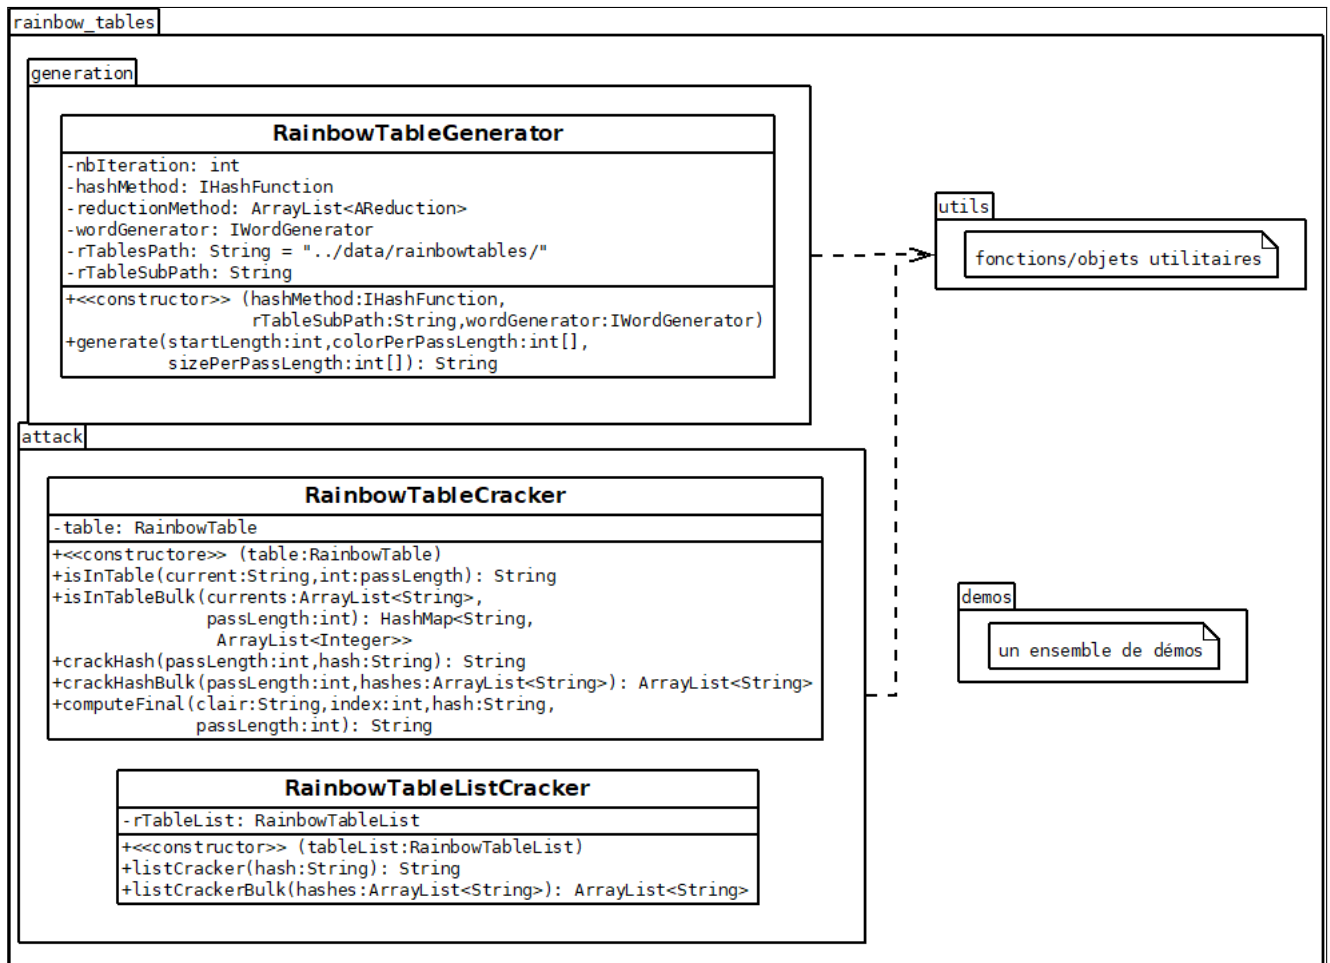 rainbow_tables
generation
RainbowTableGenerator
-nbIteration: int
-hashMethod: IHashFunction
-reductionMethod: ArrayList<AReduction>
-wordGenerator: IWordGenerator
-rTablesPath: String = "../data/rainbowtables/"
-rTableSubPath: String
+<<constructor>> (hashMethod:IHashFunction,
rTableSubPath:String,wordGenerator:IWordGenerator)
+generate(startLength:int,colorPerPassLength:int[],
sizePerPassLength:int[]): String
utils
fonctions/objets utilitaires
attack
RainbowTableCracker
-table: RainbowTable
+<<constructore>> (table:RainbowTable)
+isInTable(current:String,int:passLength): String
+isInTableBulk(currents:ArrayList<String>,
passLength:int): HashMap<String,
ArrayList<Integer>>
+crackHash(passLength:int,hash:String): String
+crackHashBulk(passLength:int,hashes:ArrayList<String>): ArrayList<String>
+computeFinal(clair:String,index:int,hash:String,
passLength:int): String
demos
un ensemble de démos
RainbowTableListCracker
-rTableList: RainbowTableList
+<<constructor>> (tableList:RainbowTableList)
+listCracker(hash:String): String
+listCrackerBulk(hashes:ArrayList<String>): ArrayList<String>